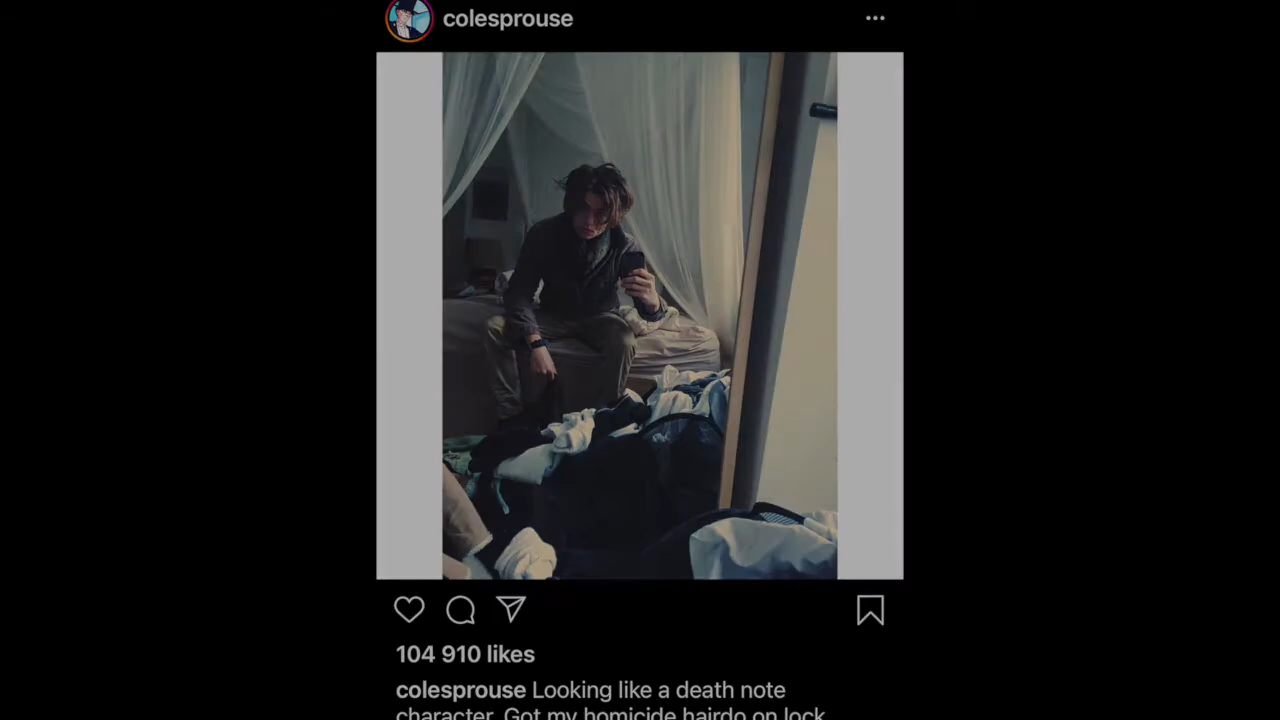 colesprouse
104 910 likes
colesprouse Looking like a death note
character. Got my homicide hairdo on lock